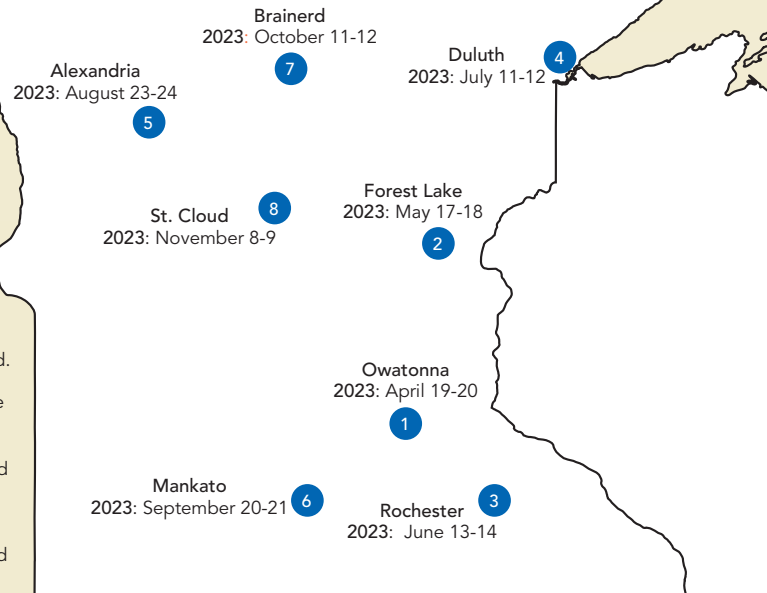 Brainerd
2023: October 11-12
7
Duluth
2023: July 11-12
4
Alexandria
2023: August 23-24
5
Forest Lake
2023: May 17-18
2
St. Cloud
2023: November 8-9
8
d.
e
d
d
Owatonna
2023: April 19-20
1
Mankato
2023: September 20-21
6
Rochester
2023: June 13-14
3